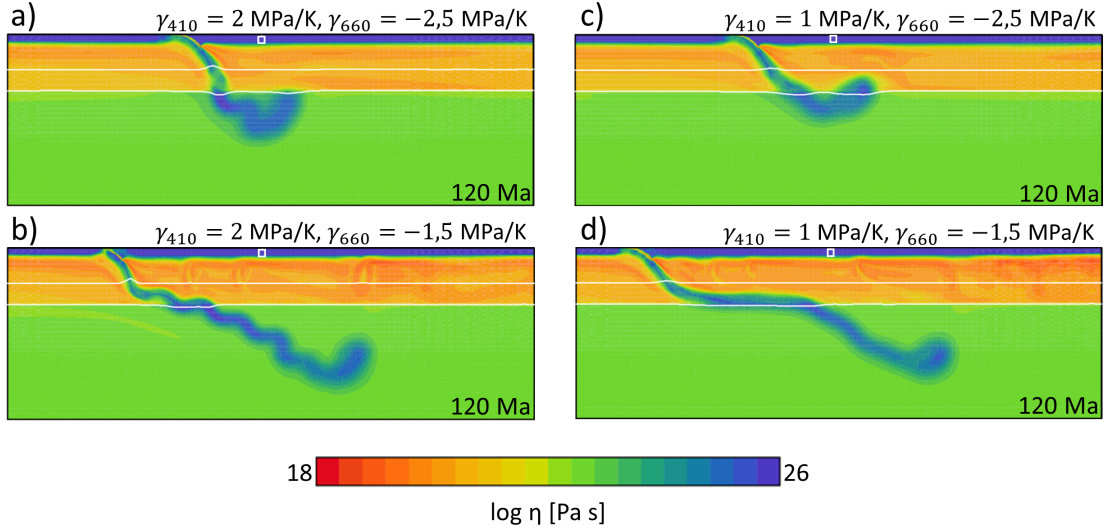 a) γ410 = 2 MPa/K, γ660 = −2,5 MPa/K
120 Ma
c) γ410 = 1 MPa/K, γ660 = −2,5 MPa/K
120 Ma
b) γ410 = 2 MPa/K, γ660 = −1,5 MPa/K
120 Ma
d) γ410 = 1 MPa/K, γ660 = −1,5 MPa/K
120 Ma
18 26
log η [Pa s]